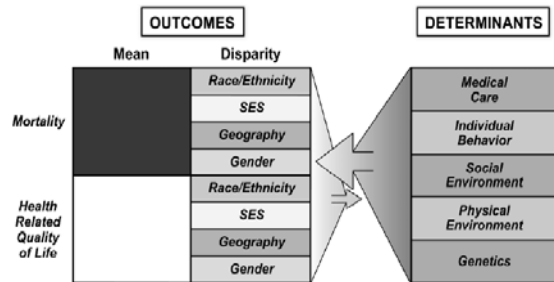 OUTCOMES
DETERMINANTS
Mean
Disparity
Mortality
Race/Ethnicity
SES
Geography
Gender
Health
Related
Quality
of Life
Race/Ethnicity
SES
Geography
Gender
Medical
Care
Individual
Behavior
Social
Environment
Physical
Environment
Genetics